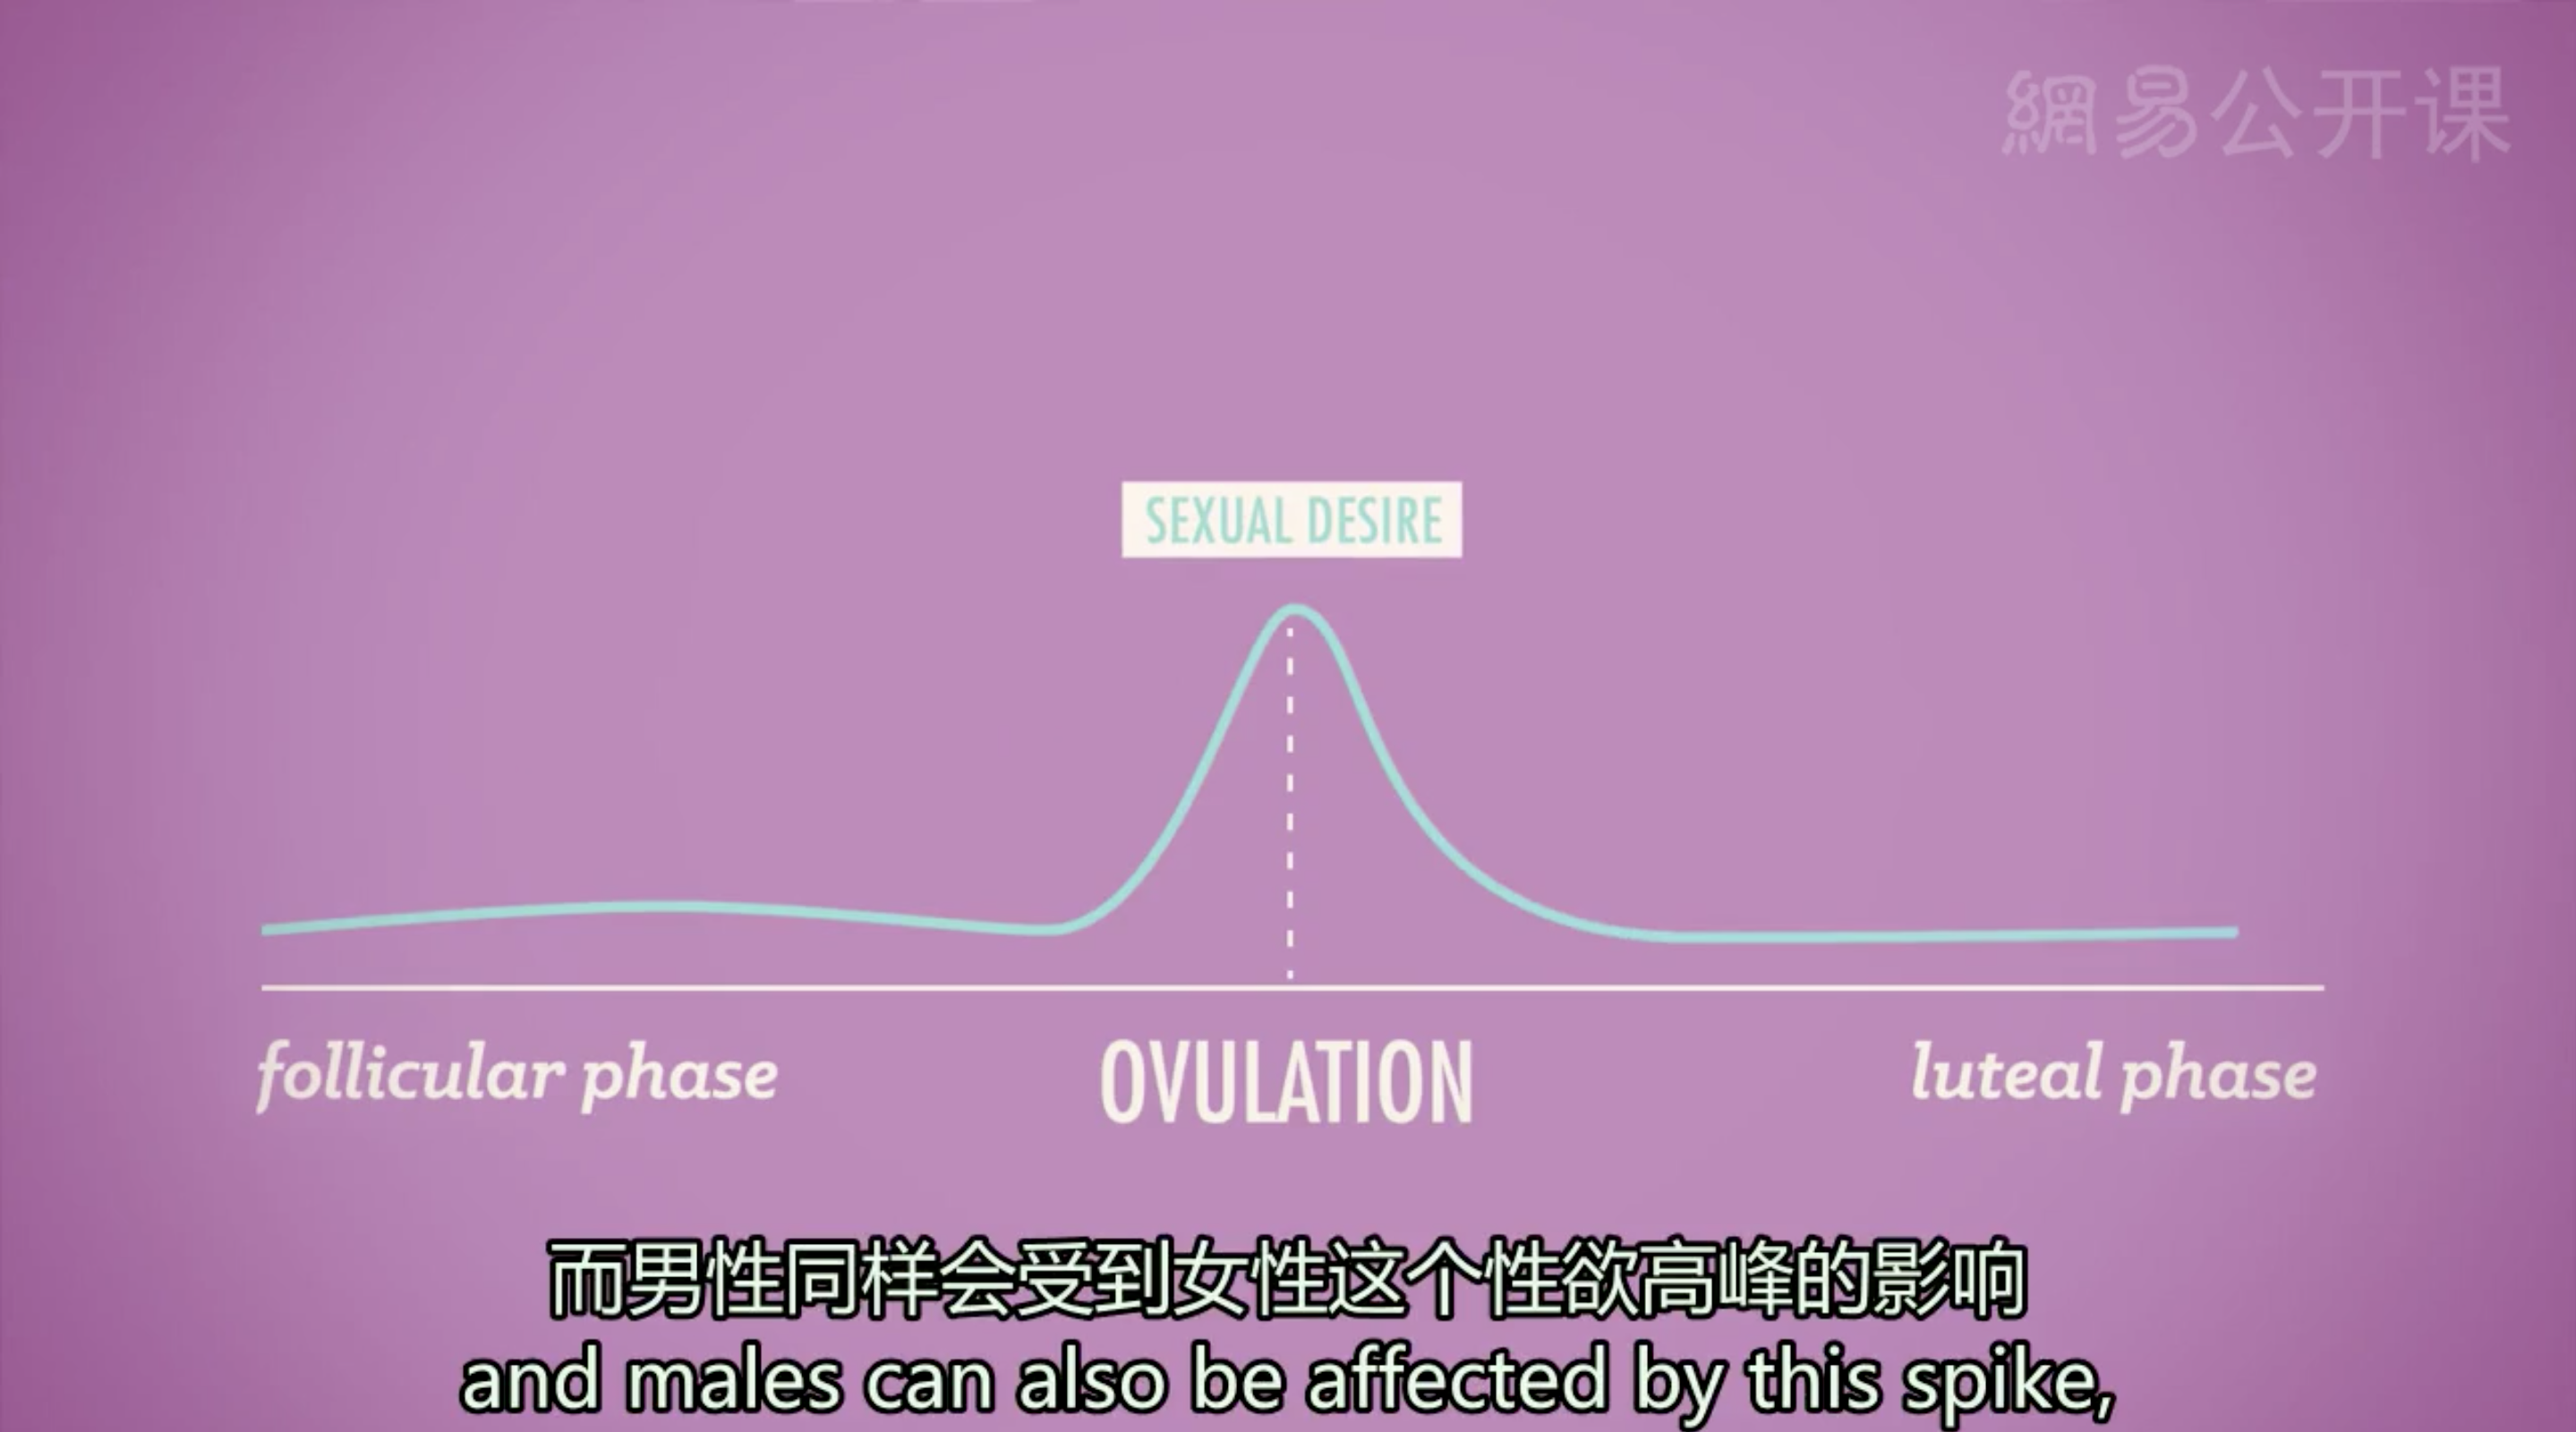 網易公开课
SEXUAL DESIRE
follicular phase
OVULATION
luteal phase
而男性同样会受到女性这个性欲高峰的影响
and males can also be affected by this spike,